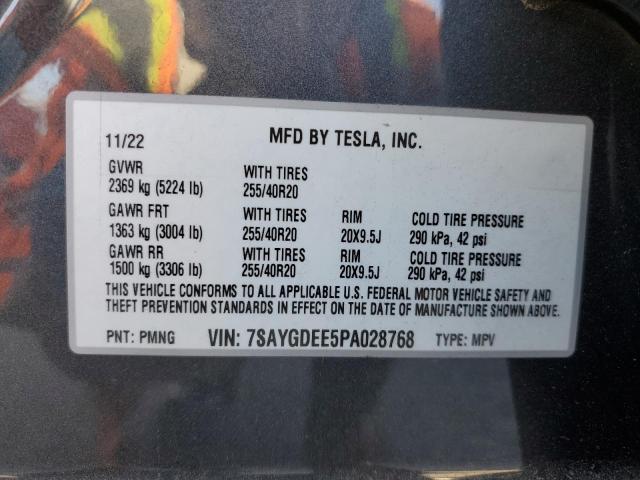 11/22 MFD BY TESLA, INC.
GVWR WITH TIRES
2369 kg (5224 lb) 255/40R20
GAWR FRT WITH TIRES RIM COLD TIRE PRESSURE
1363 kg (3004 lb) 255/40R20 20X9.5J 290 kPa, 42 psi
GAWR RR WITH TIRES RIM COLD TIRE PRESSURE
1500 kg (3306 lb) 255/40R20 20X9.5J 290 kPa, 42 psi
THIS VEHICLE CONFORMS TO ALL APPLICABLE U.S. FEDERAL MOTOR VEHICLE SAFETY AND
THEFT PREVENTION STANDARDS IN EFFECT ON THE DATE OF MANUFACTURE SHOWN ABOVE.
PNT: PMNG VIN: 7SAYGDEE5PA028768 TYPE: MPV